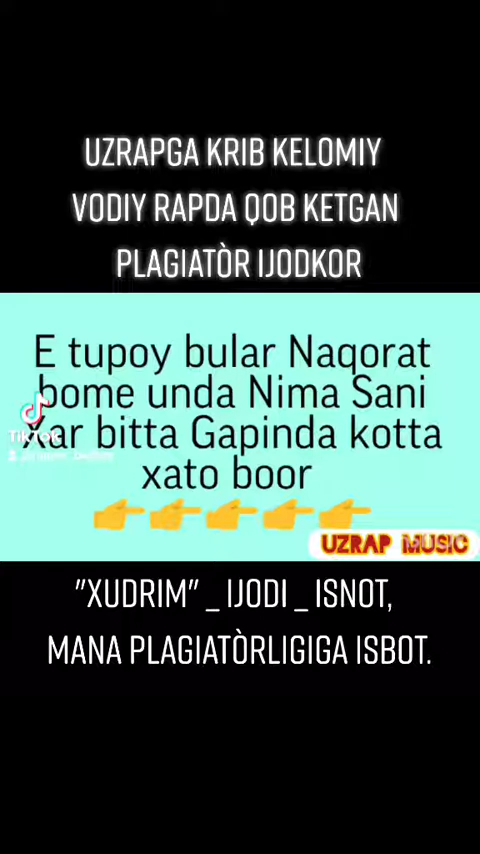 UZRAPGA KRIB KELOMIY
VODIY RAPDA QOB KETGAN
PLAGIATÒR IJODKOR
E tupoy bular Naqorat
bome unda Nima Sani
Xar bitta Gapinda kotta
xato boor
TikTok
UZRAP MUSIC
"XUDRIM" _ IJODI _ ISNOT,
MANA PLAGIATÒRLIGIGA ISBOT.